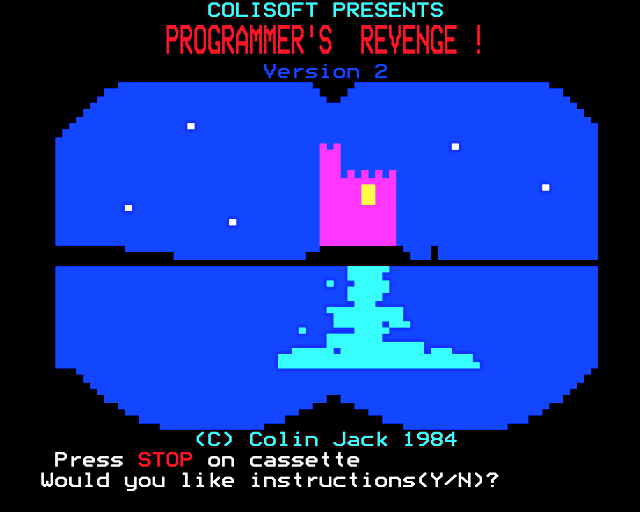 COLISOFT PRESENTS
PROGRAMMER'S REVENGE !
Version 2
(C) Colin Jack 1984
Press STOP on cassette
Would you like instructions(Y/N)?